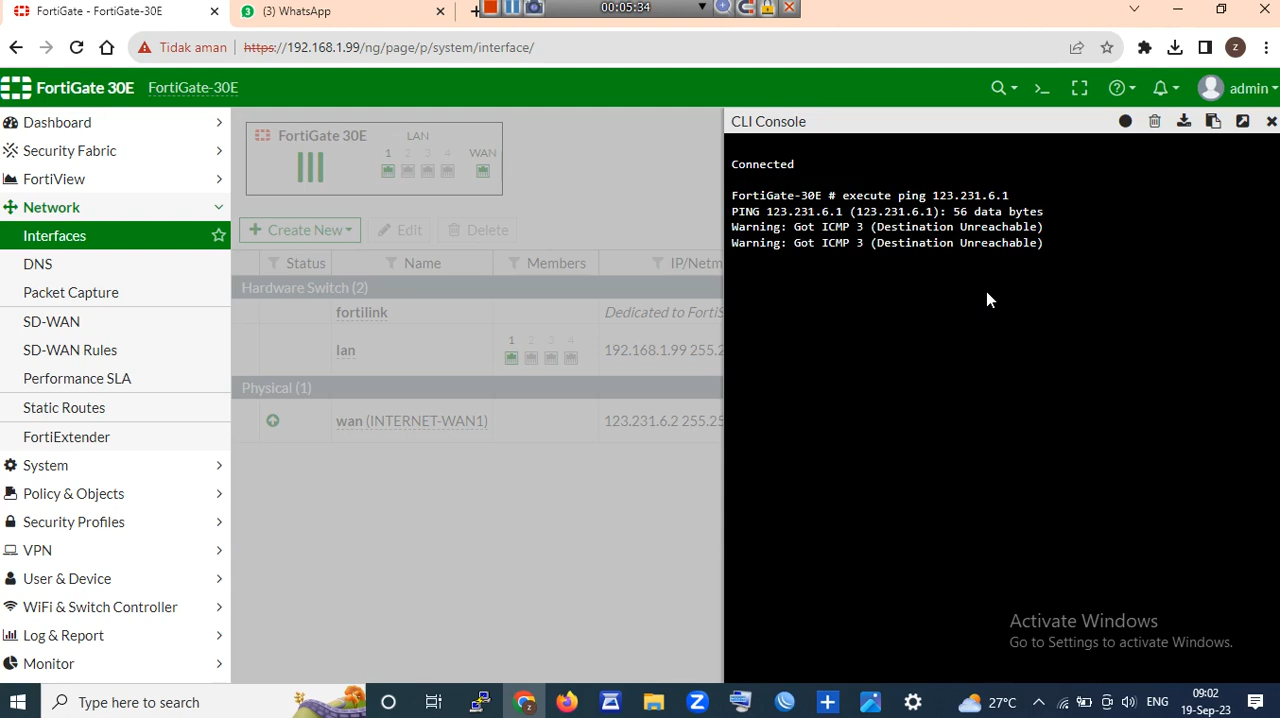 FortiGate - FortiGate-30E
(3) WhatsApp
00:05:34
Tidak aman
https://192.168.1.99/ng/page/p/system/interface/
z
FortiGate 30E
FortiGate-30E
admin
Dashboard
Security Fabric
FortiView
Network
Interfaces
DNS
Packet Capture
SD-WAN
SD-WAN Rules
Performance SLA
Static Routes
FortiExtender
System
Policy & Objects
Security Profiles
VPN
User & Device
WiFi & Switch Controller
Log & Report
Monitor
FortiGate 30E
LAN
1 2 3 4 WAN
Create New
Edit
Delete
Status Name Members IP/Netm
Hardware Switch (2)
fortilink Dedicated to FortiS
1 2 3 4
lan 192.168.1.99 255.2
Physical (1)
wan (INTERNET-WAN1) 123.231.6.2 255.25
CLI Console
Connected
FortiGate-30E # execute ping 123.231.6.1
PING 123.231.6.1 (123.231.6.1): 56 data bytes
Warning: Got ICMP 3 (Destination Unreachable)
Warning: Got ICMP 3 (Destination Unreachable)
Activate Windows
Go to Settings to activate Windows.
Type here to search
27°C
ENG
09:02
19-Sep-23